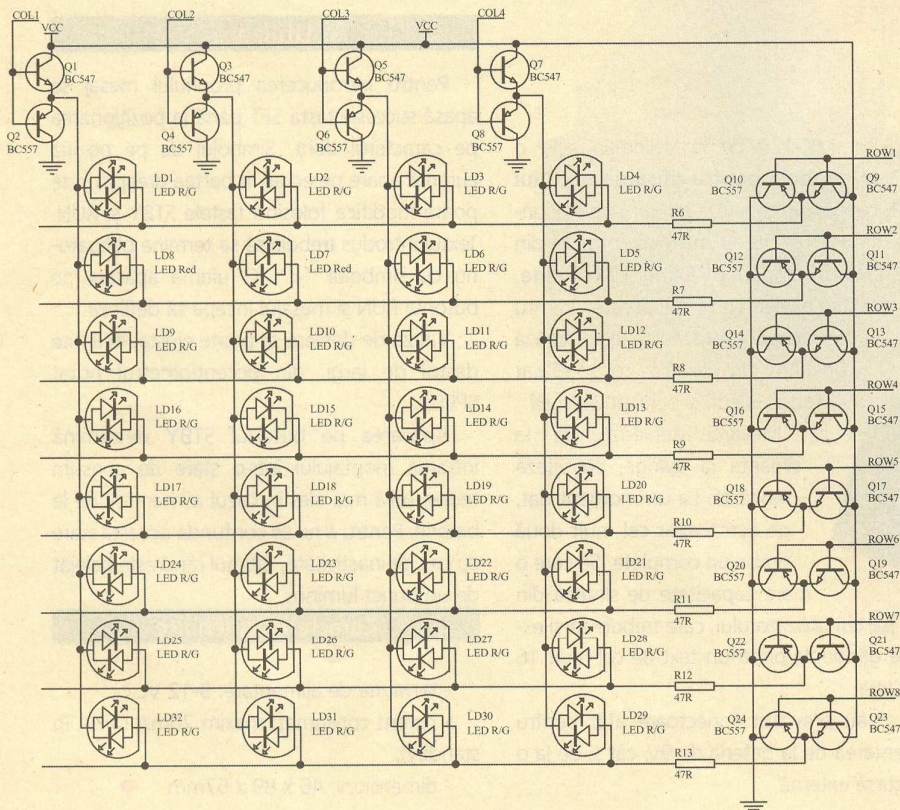 COL1 COL2 COL3 COL4
VCC VCC
Q1 BC547 Q3 BC547 Q5 BC547 Q7 BC547
Q2 BC557 Q4 BC557 Q6 BC557 Q8 BC557
LD1 LED R/G LD2 LED R/G LD3 LED R/G LD4 LED R/G R6 47R Q10 BC557 Q9 BC547 ROW1
LD8 LED Red LD7 LED Red LD6 LED R/G LD5 LED R/G R7 47R Q12 BC557 Q11 BC547 ROW2
LD9 LED R/G LD10 LED R/G LD11 LED R/G LD12 LED R/G R8 47R Q14 BC557 Q13 BC547 ROW3
LD16 LED R/G LD15 LED R/G LD14 LED R/G LD13 LED R/G R9 47R Q16 BC557 Q15 BC547 ROW4
LD17 LED R/G LD18 LED R/G LD19 LED R/G LD20 LED R/G R10 47R Q18 BC557 Q17 BC547 ROW5
LD24 LED R/G LD23 LED R/G LD22 LED R/G LD21 LED R/G R11 47R Q20 BC557 Q19 BC547 ROW6
LD25 LED R/G LD26 LED R/G LD27 LED R/G LD28 LED R/G R12 47R Q22 BC557 Q21 BC547 ROW7
LD32 LED R/G LD31 LED R/G LD30 LED R/G LD29 LED R/G R13 47R Q24 BC557 Q23 BC547 ROW8